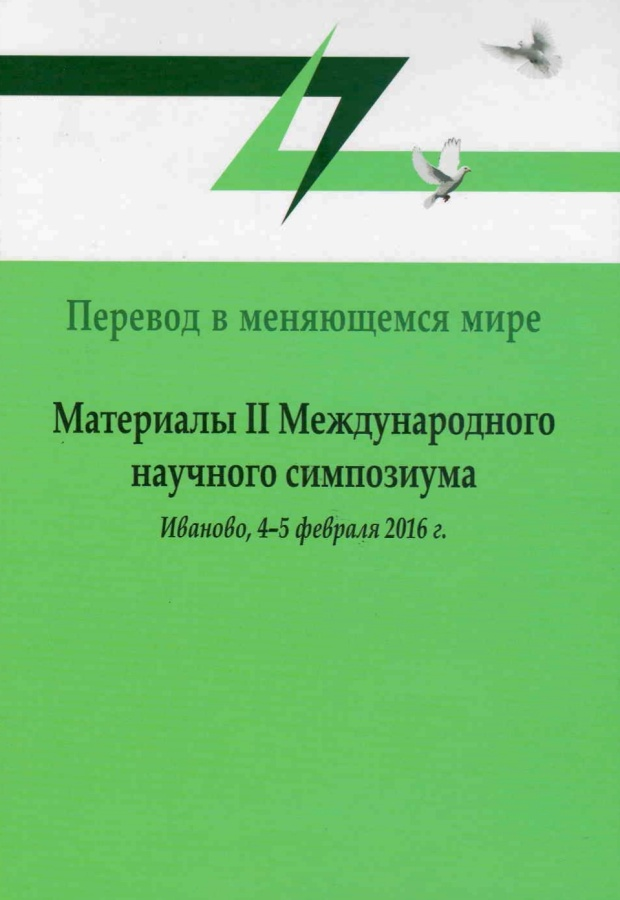 Перевод в меняющемся мире
Материалы II Международного
научного симпозиума
Иваново, 4–5 февраля 2016 г.